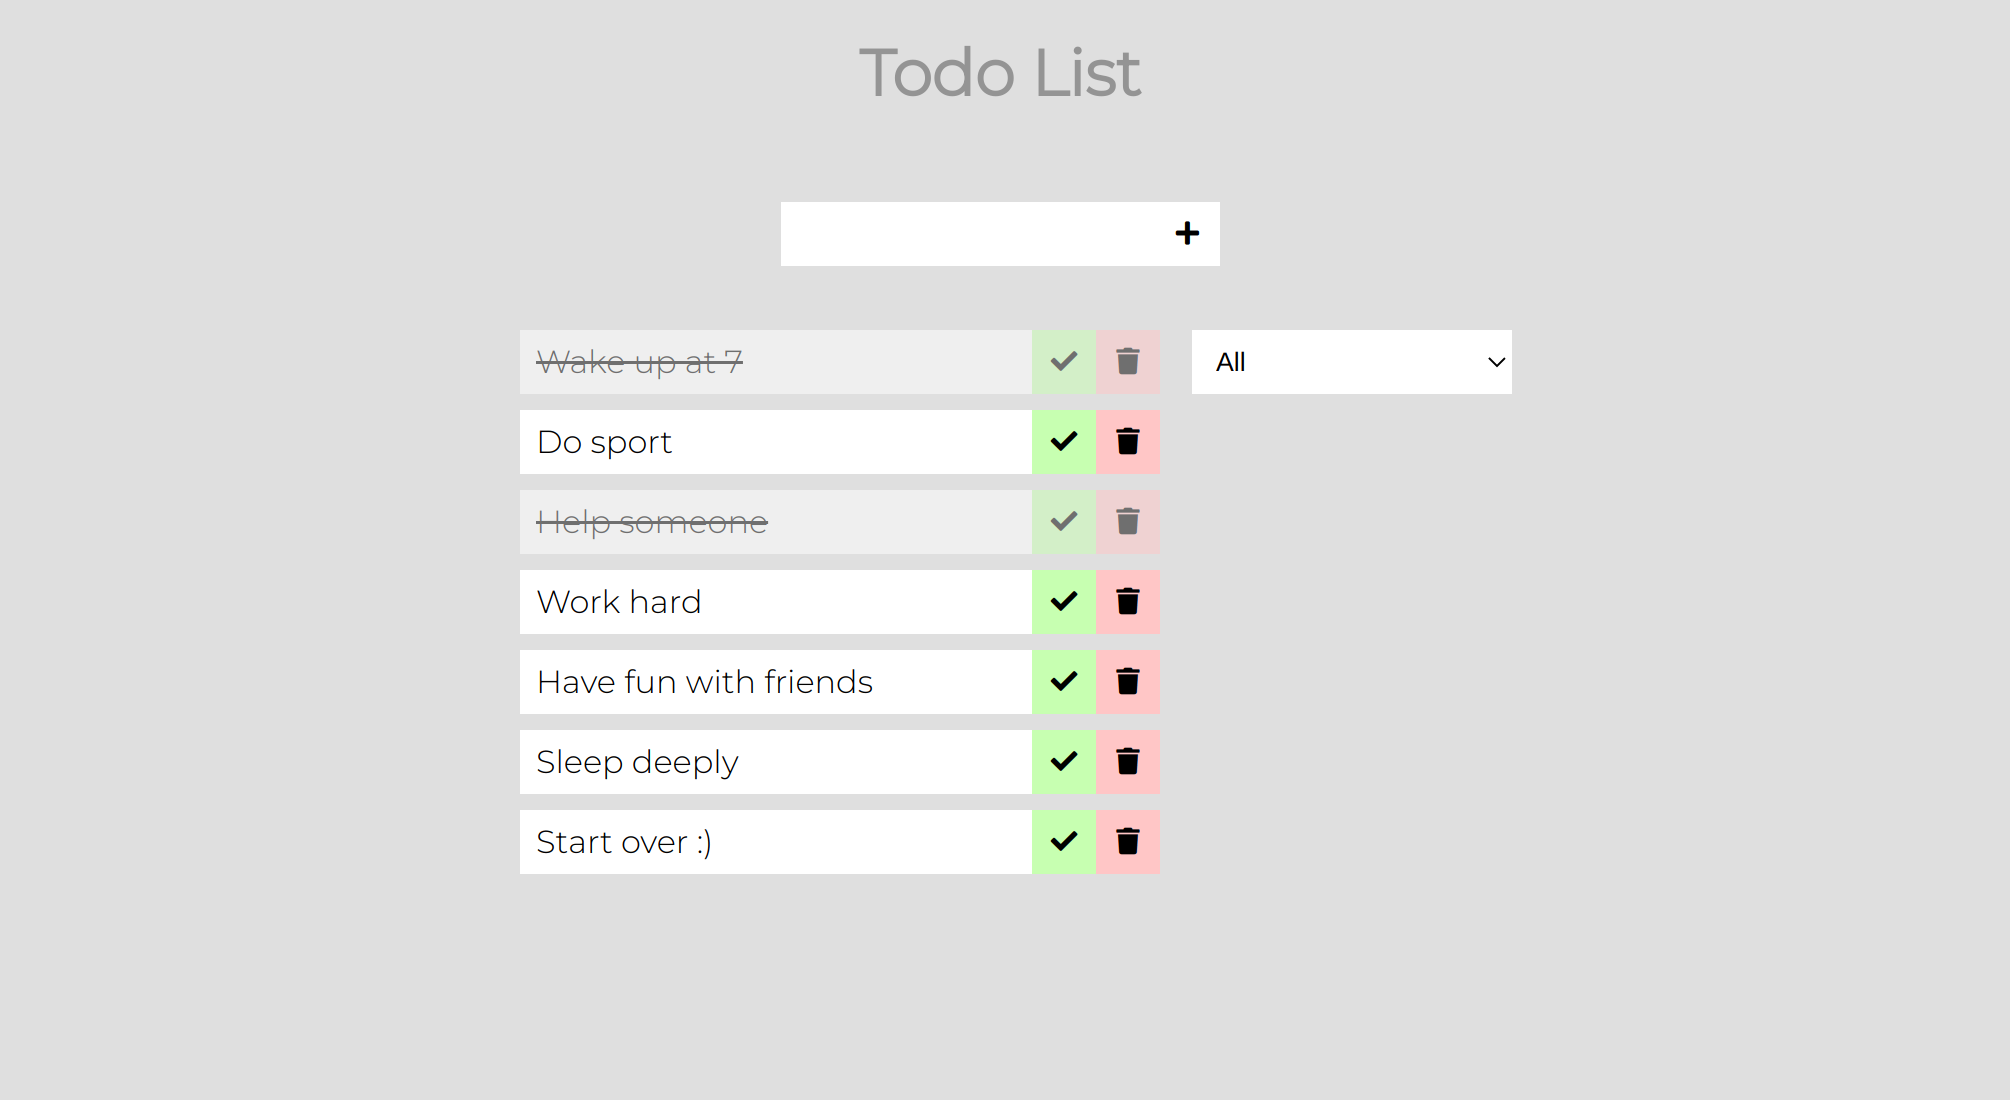 Todo List
Wake up at 7
All
Do sport
Help someone
Work hard
Have fun with friends
Sleep deeply
Start over :)